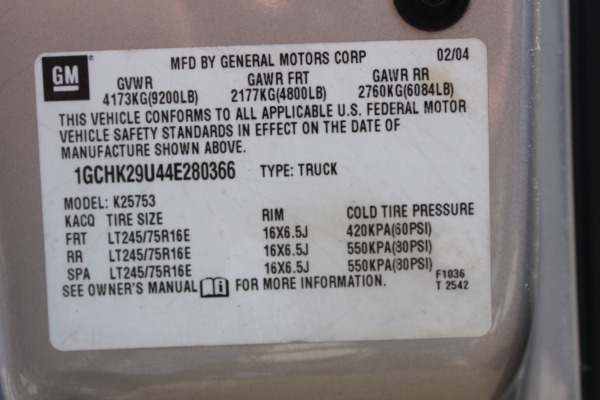 GM
MFD BY GENERAL MOTORS CORP 02/04
GVWR GAWR FRT GAWR RR
4173KG(9200LB) 2177KG(4800LB) 2760KG(6084LB)
THIS VEHICLE CONFORMS TO ALL APPLICABLE U.S. FEDERAL MOTOR
VEHICLE SAFETY STANDARDS IN EFFECT ON THE DATE OF
MANUFACTURE SHOWN ABOVE.
1GCHK29U44E280366 TYPE: TRUCK
MODEL: K25753
KACQ TIRE SIZE RIM COLD TIRE PRESSURE
FRT LT245/75R16E 16X6.5J 420KPA(60PSI)
RR LT245/75R16E 16X6.5J 550KPA(80PSI)
SPA LT245/75R16E 16X6.5J 550KPA(80PSI)
SEE OWNER'S MANUAL i FOR MORE INFORMATION. F1036
T 2542